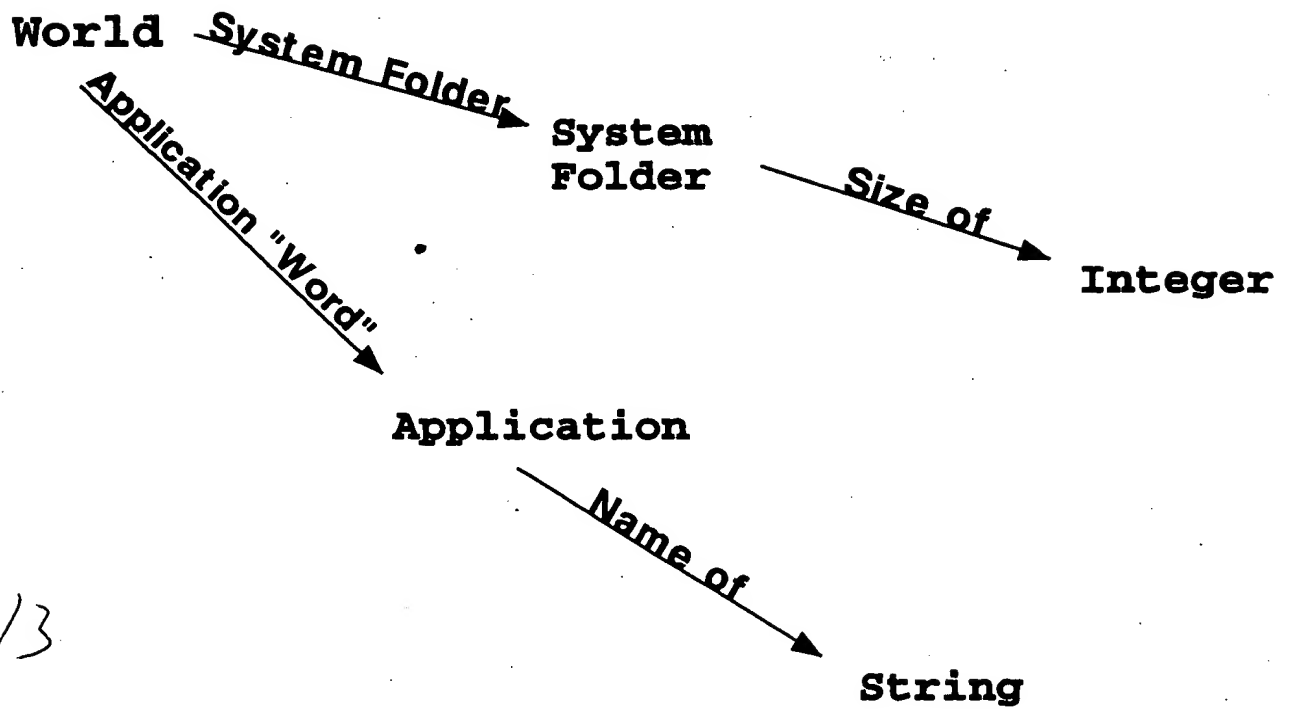 World
System Folder
System
Folder
Size of
Integer
Application "Word"
Application
Name of
String
13